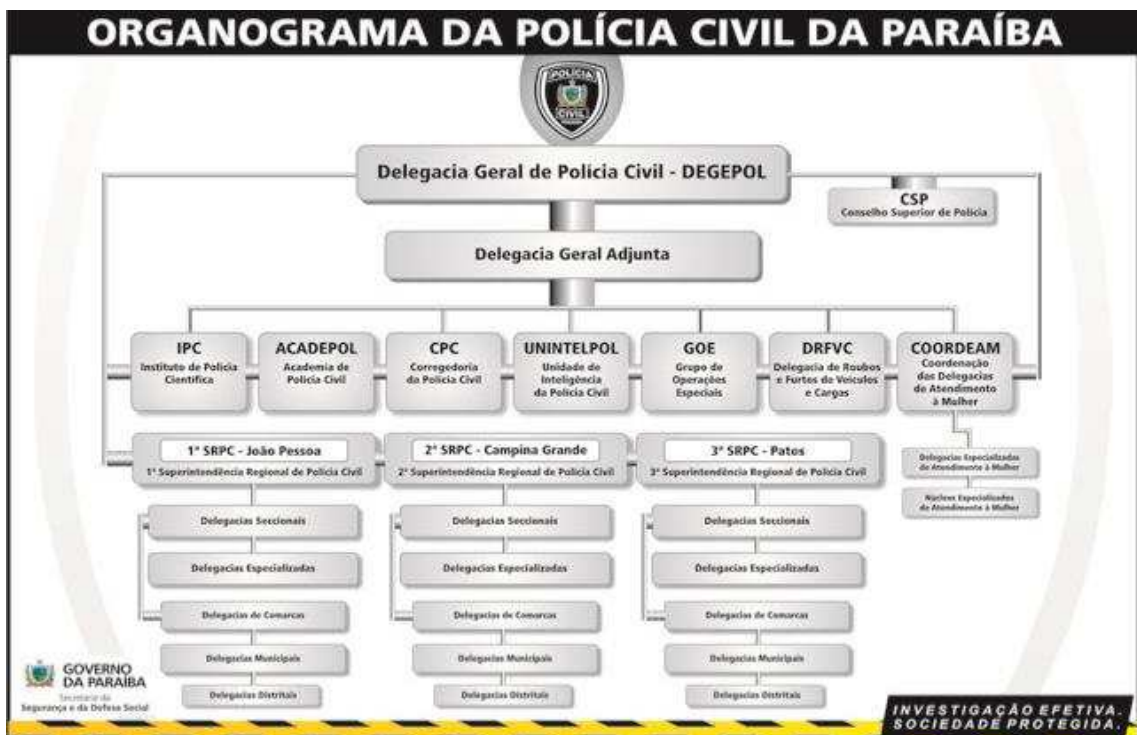 ORGANOGRAMA DA POLÍCIA CIVIL DA PARAÍBA
POLÍCIA
CIVIL
Delegacia Geral de Polícia Civil - DEGEPOL
CSP
Conselho Superior de Polícia
Delegacia Geral Adjunta
IPC
Instituto de Polícia
Científica
ACADEPOL
Academia de
Polícia Civil
CPC
Corregedoria
da Polícia Civil
UNINTELPOL
Unidade de
Inteligência
da Polícia Civil
GOE
Grupo de
Operações
Especiais
DRFVC
Delegacia de Roubos
e Furtos de Veículos
e Cargas
COORDEAM
Coordenação
das Delegacias
de Atendimento
à Mulher
1ª SRPC - João Pessoa
1ª Superintendência Regional de Polícia Civil
2ª SRPC - Campina Grande
2ª Superintendência Regional de Polícia Civil
3ª SRPC - Patos
3ª Superintendência Regional de Polícia Civil
Delegacias Especializadas
de Atendimento à Mulher
Núcleos Especializados
de Atendimento à Mulher
Delegacias Seccionais
Delegacias Especializadas
Delegacias de Comarcas
Delegacias Municipais
Delegacias Distritais
Delegacias Seccionais
Delegacias Especializadas
Delegacias de Comarcas
Delegacias Municipais
Delegacias Distritais
Delegacias Seccionais
Delegacias Especializadas
Delegacias de Comarcas
Delegacias Municipais
Delegacias Distritais
GOVERNO
DA PARAÍBA
Secretaria da
Segurança e da Defesa Social
INVESTIGAÇÃO EFETIVA.
SOCIEDADE PROTEGIDA.